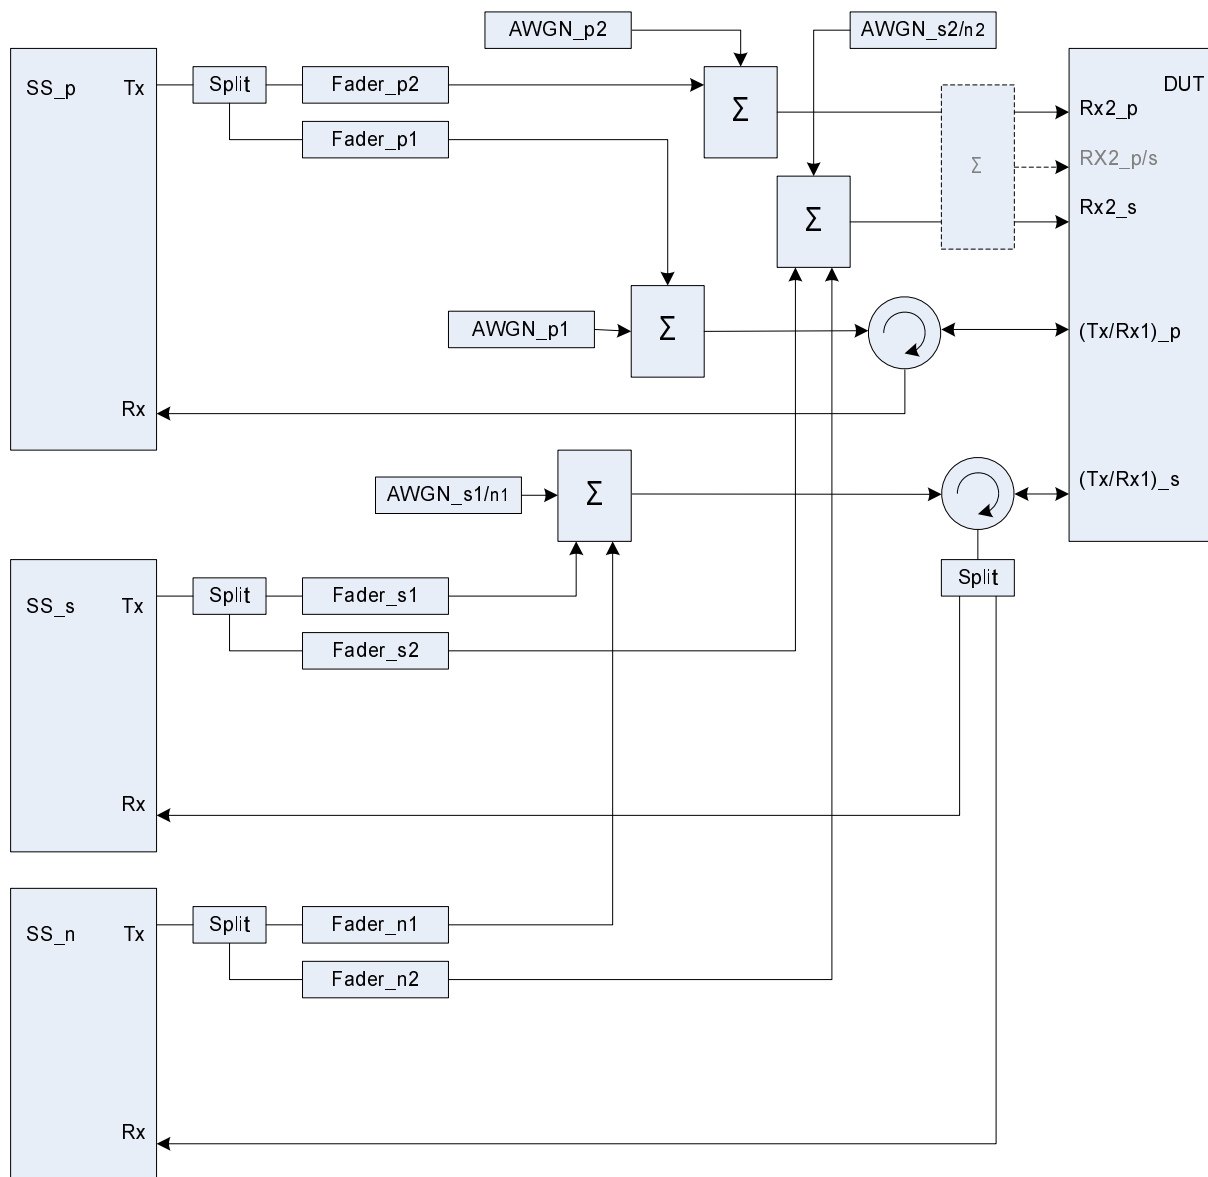 AWGN_p2
AWGN_s2/n2
SS_p
Tx
Split
Fader_p2
Σ
DUT
Rx2_p
Fader_p1
Σ
RX2_p/s
Σ
Rx2_s
AWGN_p1
Σ
(Tx/Rx1)_p
Rx
AWGN_s1/n1
Σ
(Tx/Rx1)_s
Split
SS_s
Tx
Split
Fader_s1
Fader_s2
Rx
SS_n
Tx
Split
Fader_n1
Fader_n2
Rx